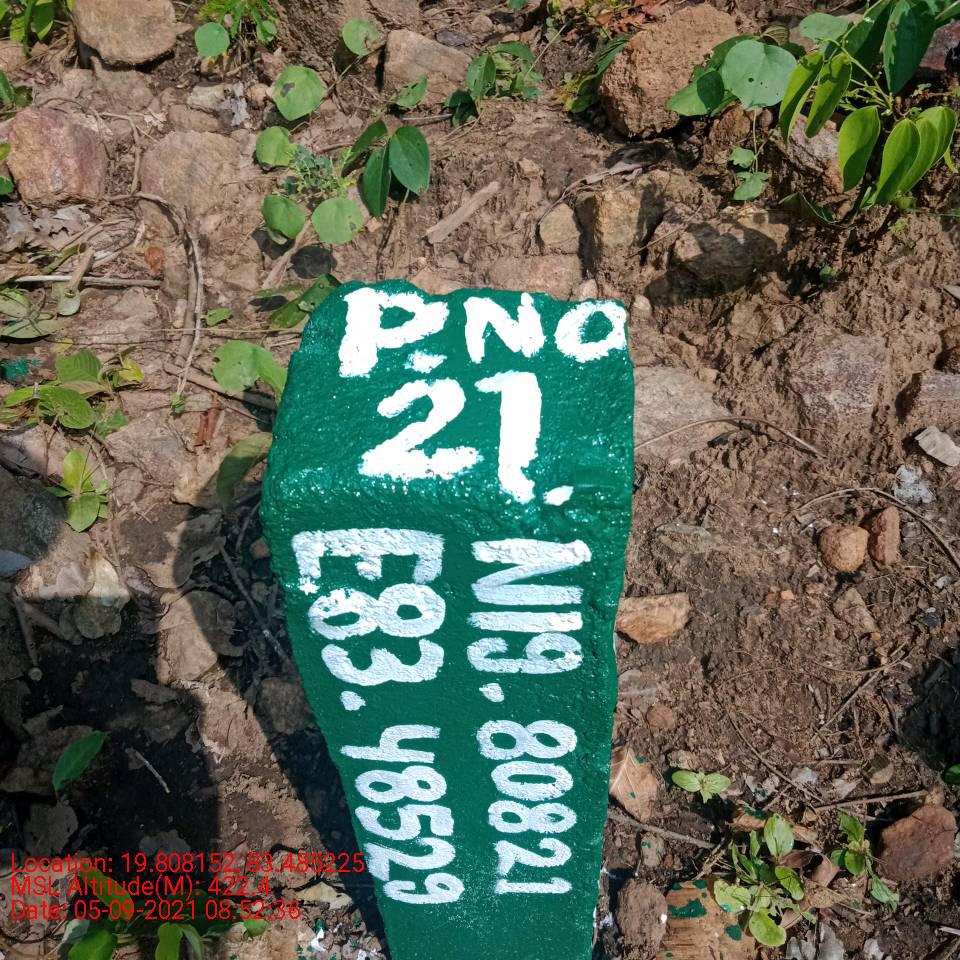 P.NO
21.
N19.80821
E83.48529
Location: 19.808152, 83.485225
MSL Altitude(M): 422.4
Date: 05-09-2021 08:52:36